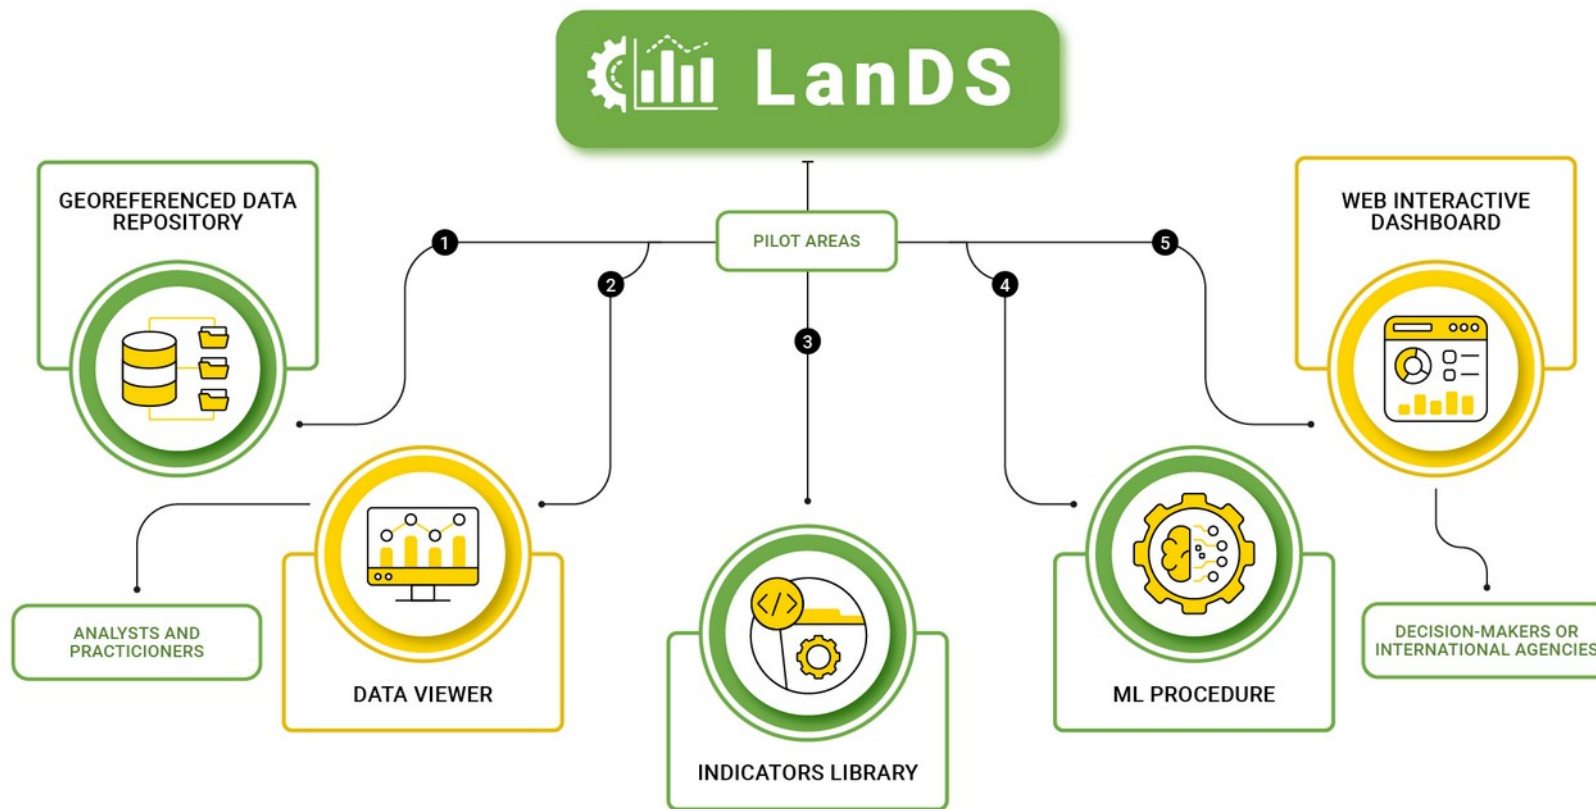 LanDS
GEOREFERENCED DATA
REPOSITORY
WEB INTERACTIVE
DASHBOARD
PILOT AREAS
1
2
3
4
5
ANALYSTS AND
PRACTICIONERS
DATA VIEWER
INDICATORS LIBRARY
</>
ML PROCEDURE
DECISION-MAKERS OR
INTERNATIONAL AGENCIES